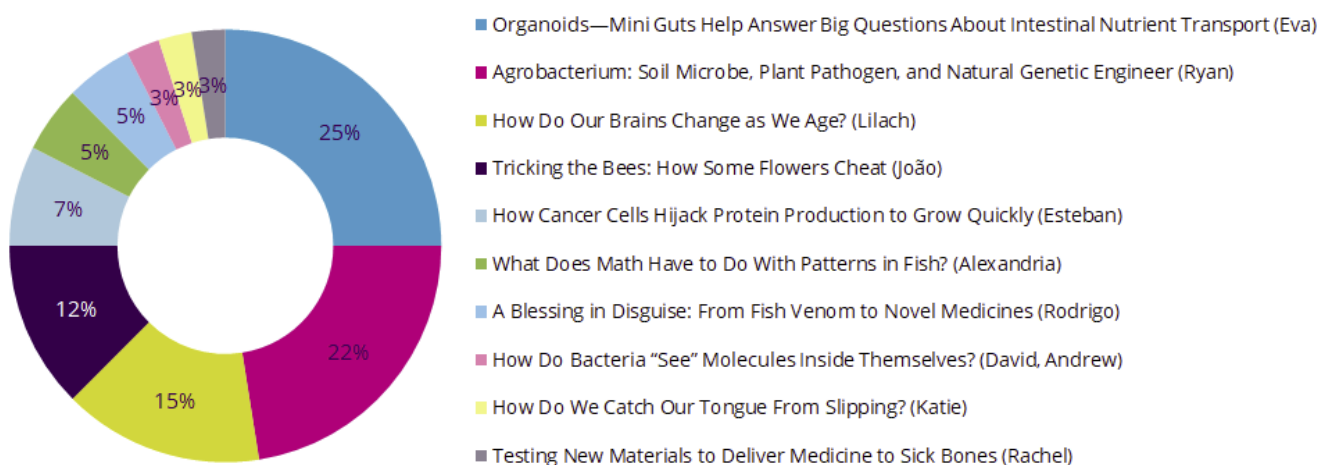 Organoids—Mini Guts Help Answer Big Questions About Intestinal Nutrient Transport (Eva)
Agrobacterium: Soil Microbe, Plant Pathogen, and Natural Genetic Engineer (Ryan)
How Do Our Brains Change as We Age? (Lilach)
Tricking the Bees: How Some Flowers Cheat (João)
How Cancer Cells Hijack Protein Production to Grow Quickly (Esteban)
What Does Math Have to Do With Patterns in Fish? (Alexandria)
A Blessing in Disguise: From Fish Venom to Novel Medicines (Rodrigo)
How Do Bacteria “See” Molecules Inside Themselves? (David, Andrew)
How Do We Catch Our Tongue From Slipping? (Katie)
Testing New Materials to Deliver Medicine to Sick Bones (Rachel)
25%
22%
15%
12%
7%
5%
5%
3%
3%
3%